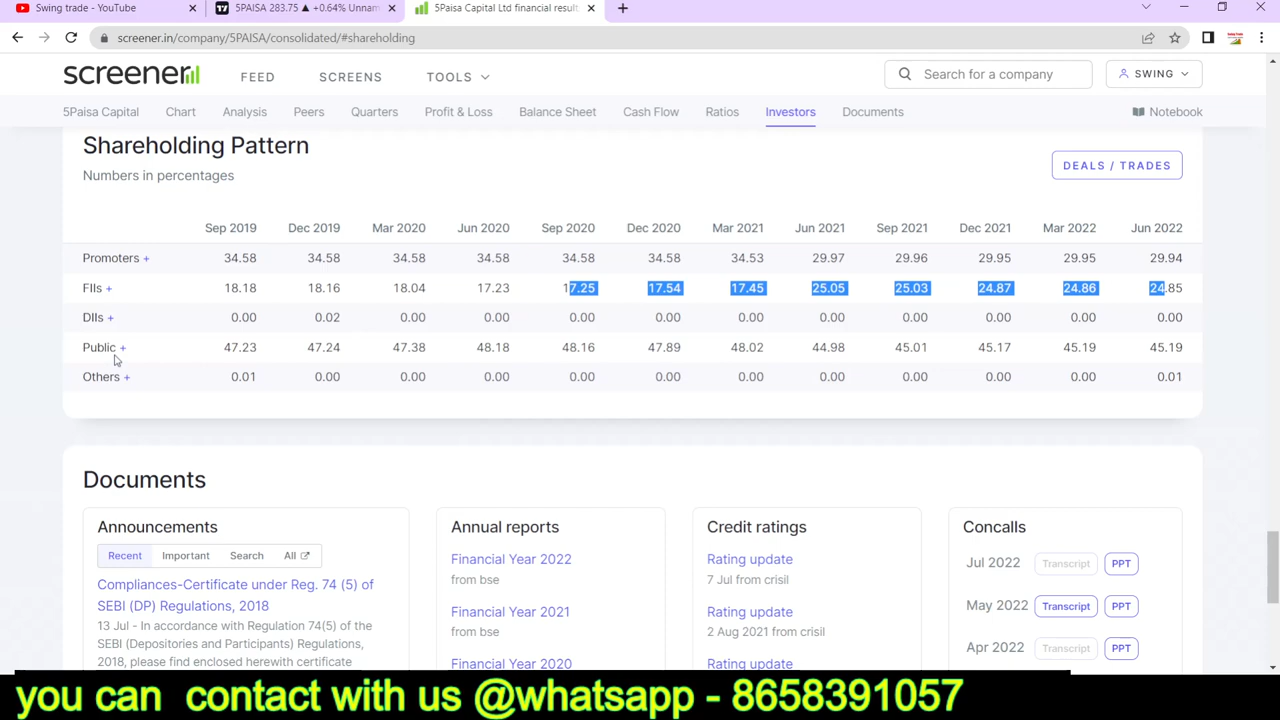 Swing trade - YouTube
5PAISA 283.75 ▲ +0.64% Unnam
5Paisa Capital Ltd financial result
screener.in/company/5PAISA/consolidated/#shareholding
screener FEED SCREENS TOOLS Search for a company SWING
5Paisa Capital Chart Analysis Peers Quarters Profit & Loss Balance Sheet Cash Flow Ratios Investors Documents Notebook
Shareholding Pattern
Numbers in percentages
DEALS / TRADES
Sep 2019 Dec 2019 Mar 2020 Jun 2020 Sep 2020 Dec 2020 Mar 2021 Jun 2021 Sep 2021 Dec 2021 Mar 2022 Jun 2022
Promoters + 34.58 34.58 34.58 34.58 34.58 34.58 34.53 29.97 29.96 29.95 29.95 29.94
FIIs + 18.18 18.16 18.04 17.23 17.25 17.54 17.45 25.05 25.03 24.87 24.86 24.85
DIIs + 0.00 0.02 0.00 0.00 0.00 0.00 0.00 0.00 0.00 0.00 0.00 0.00
Public + 47.23 47.24 47.38 48.18 48.16 47.89 48.02 44.98 45.01 45.17 45.19 45.19
Others + 0.01 0.00 0.00 0.00 0.00 0.00 0.00 0.00 0.00 0.00 0.00 0.01
Documents
Announcements
Recent Important Search All
Compliances-Certificate under Reg. 74 (5) of
SEBI (DP) Regulations, 2018
13 Jul - In accordance with Regulation 74(5) of the
SEBI (Depositories and Participants) Regulations,
2018, please find enclosed herewith certificate
Annual reports
Financial Year 2022
from bse
Financial Year 2021
from bse
Financial Year 2020
Credit ratings
Rating update
7 Jul from crisil
Rating update
2 Aug 2021 from crisil
Rating update
Concalls
Jul 2022 Transcript PPT
May 2022 Transcript PPT
Apr 2022 Transcript PPT
you can contact with us @whatsapp - 8658391057